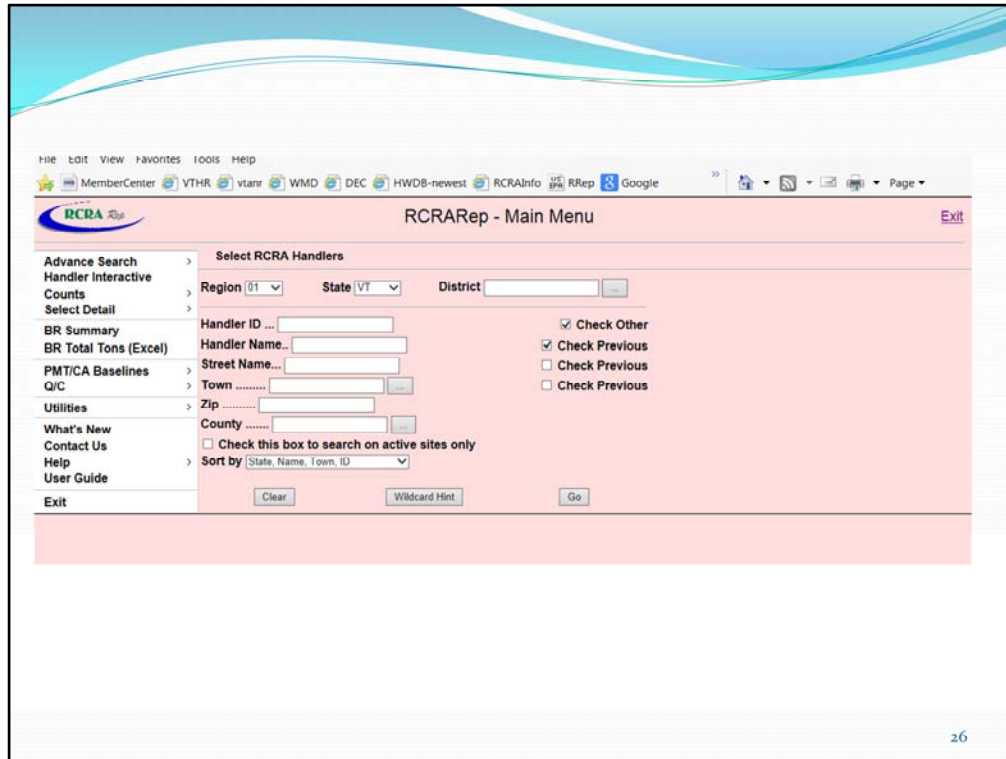 File Edit View Favorites Tools Help
MemberCenter VTHR vtanr WMD DEC HWDB-newest RCRAInfo US EPA RRep 8 Google » Page
RCRA Rep RCRARep - Main Menu Exit
Advance Search > Select RCRA Handlers
Handler Interactive
Counts > Region 01 State VT District ...
Select Detail >
BR Summary Handler ID ... Check Other
BR Total Tons (Excel) Handler Name.. Check Previous
PMT/CA Baselines > Street Name... Check Previous
Q/C > Town ......... ... Check Previous
Utilities > Zip ..........
What's New County ....... ...
Contact Us Check this box to search on active sites only
Help > Sort by State, Name, Town, ID
User Guide
Exit Clear Wildcard Hint Go
26